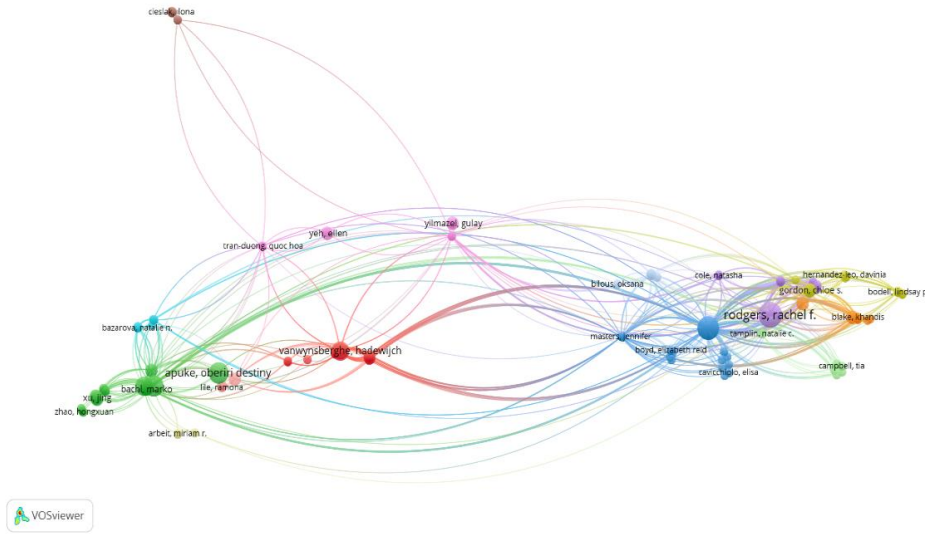 cieslak, ilona
yilmazel, gulay
yeh, ellen
tran-duong, quoc hoa
bilous, oksana
cole, natasha
hernandez-leo, davinia
gordon, chloe s.
bodell, lindsay p
rodgers, rachel f.
blake, khandis
bazarova, natalie n.
tamplin, natalie c.
masters, jennifer
vanwynsberghe, hadewijch
boyd, elizabeth reid
campbell, tia
apuke, oberiri destiny
cavicchiolo, elisa
bachl, marko
lile, ramona
xu, jing
zhao, hongxuan
arbeit, miriam r.
VOSviewer